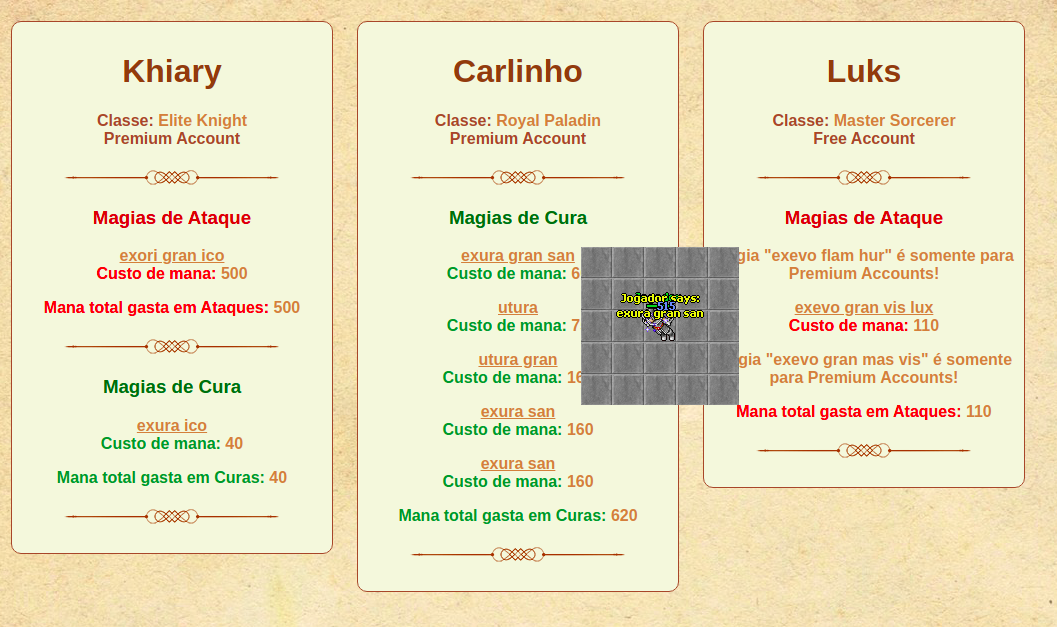 Khiary
Classe: Elite Knight
Premium Account
Magias de Ataque
exori gran ico
Custo de mana: 500
Mana total gasta em Ataques: 500
Magias de Cura
exura ico
Custo de mana: 40
Mana total gasta em Curas: 40
Carlinho
Classe: Royal Paladin
Premium Account
Magias de Cura
exura gran san
Custo de mana:
utura
Custo de mana:
utura gran
Custo de mana:
exura san
Custo de mana: 160
exura san
Custo de mana: 160
Mana total gasta em Curas: 620
Jogador says:
exura gran san
Luks
Classe: Master Sorcerer
Free Account
Magias de Ataque
"exevo flam hur" é somente para
Premium Accounts!
exevo gran vis lux
Custo de mana: 110
"exevo gran mas vis" é somente
para Premium Accounts!
Mana total gasta em Ataques: 110